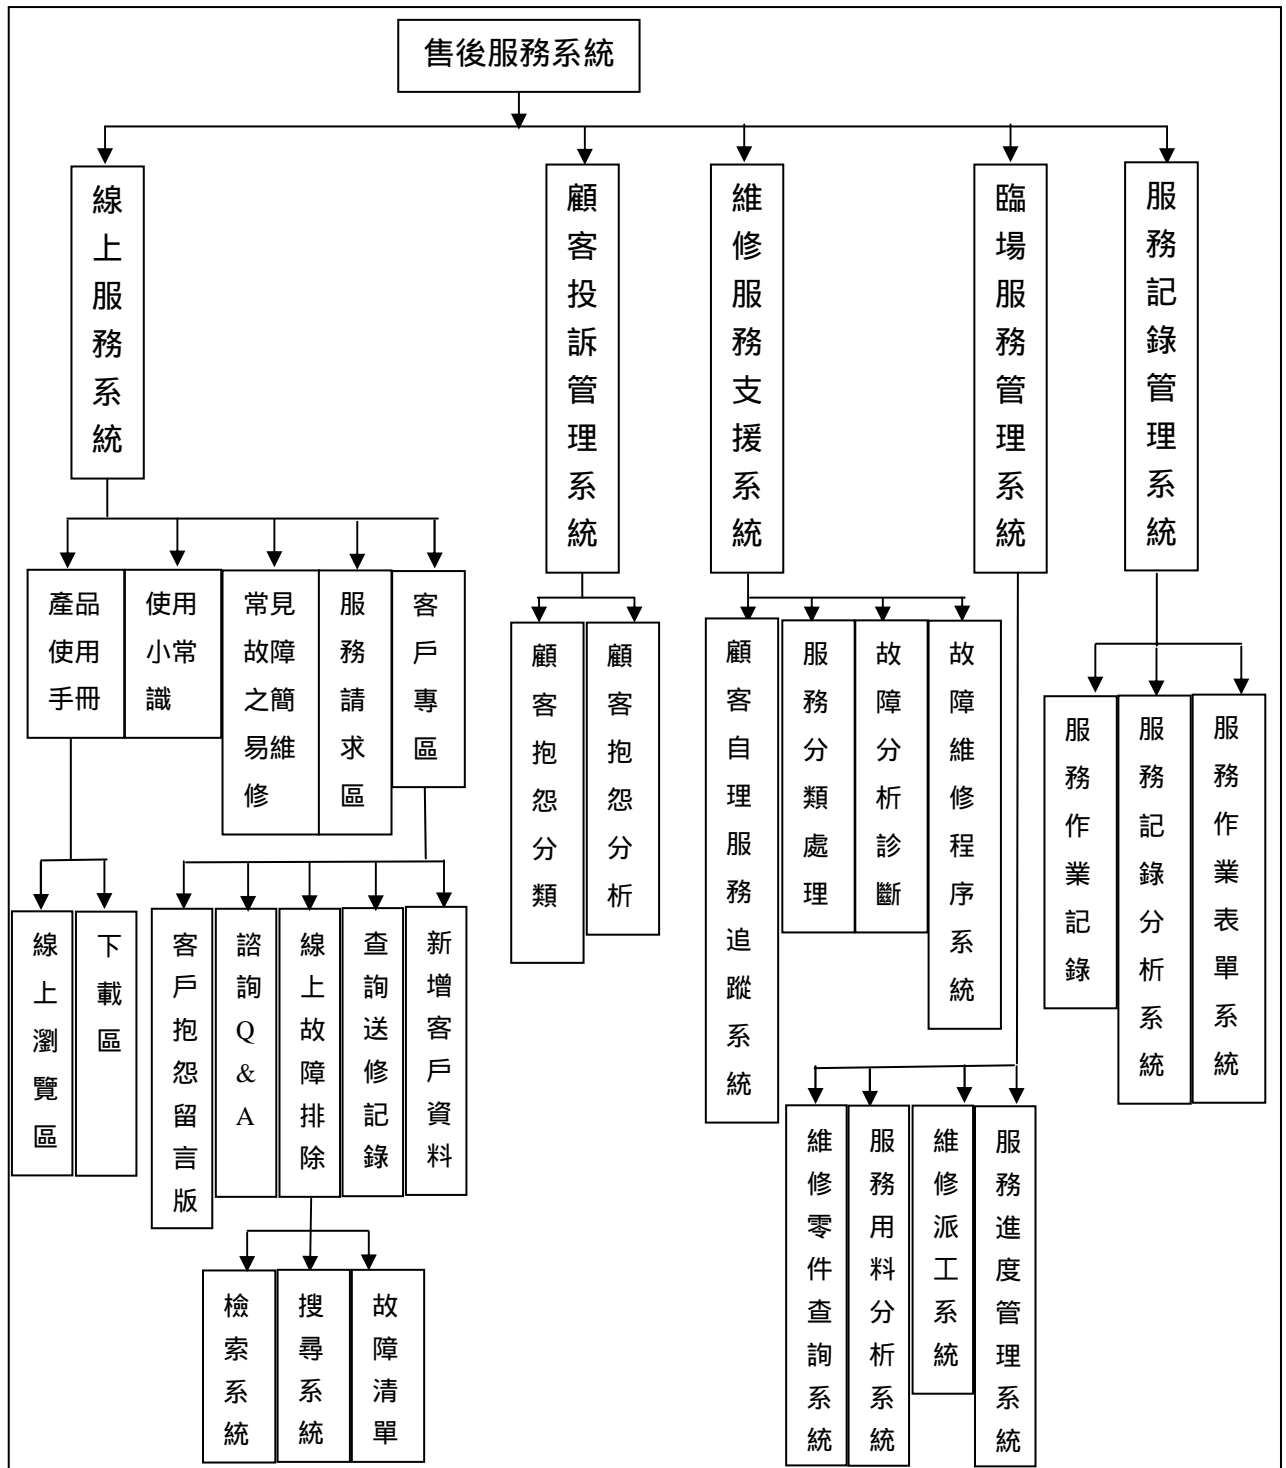 售後服務系統
線上服務系統
顧客投訴管理系統
維修服務支援系統
臨場服務管理系統
服務記錄管理系統
產品
使用
手冊
使用
小常
識
常見
故障
之簡
易維
修
服務請求區
客戶專區
顧客抱怨分類
顧客抱怨分析
顧客自理服務追蹤系統
服務分類處理
故障分析診斷
故障維修程序系統
服務作業記錄
服務記錄分析系統
服務作業表單系統
線上瀏覽區
下載區
客戶抱怨留言版
諮詢Q&A
線上故障排除
查詢送修記錄
新增客戶資料
維修零件查詢系統
服務用料分析系統
維修派工系統
服務進度管理系統
檢索系統
搜尋系統
故障清單